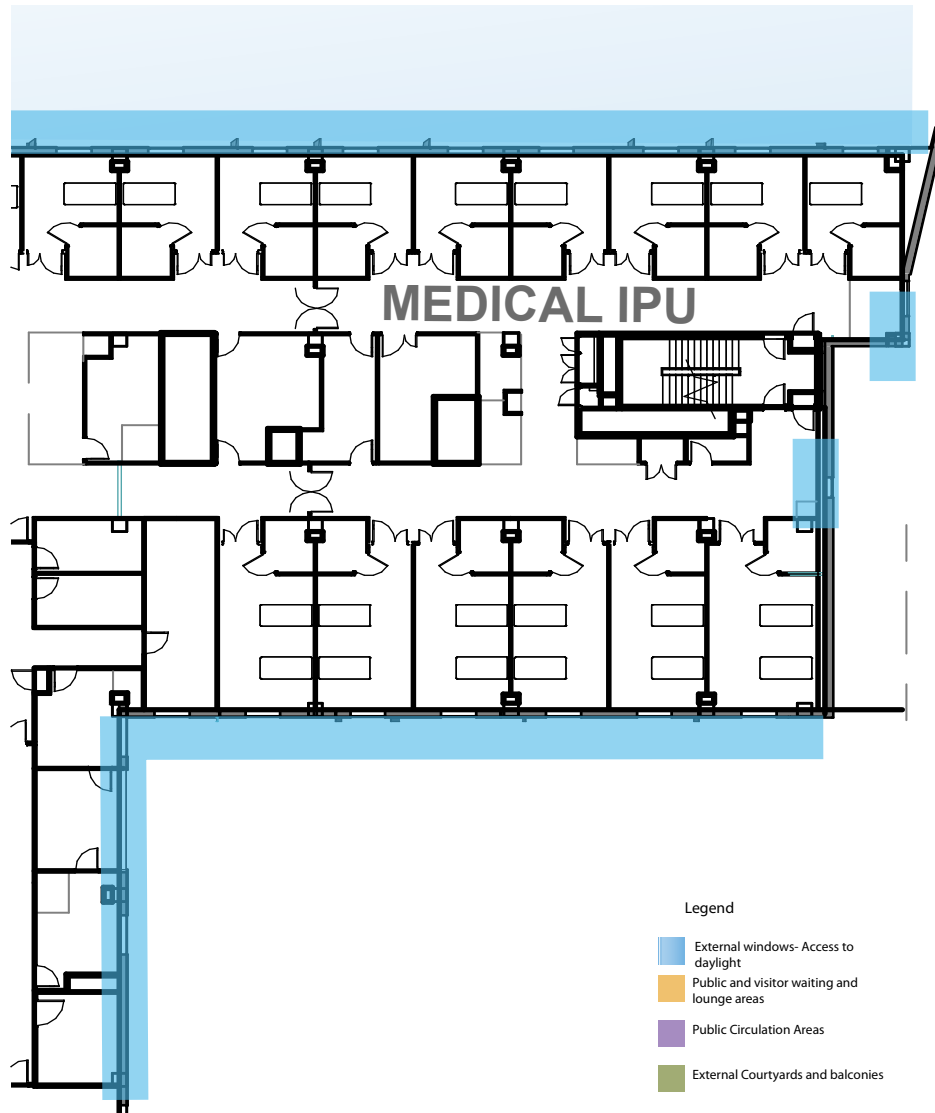 MEDICAL IPU
Legend
External windows- Access to
daylight
Public and visitor waiting and
lounge areas
Public Circulation Areas
External Courtyards and balconies